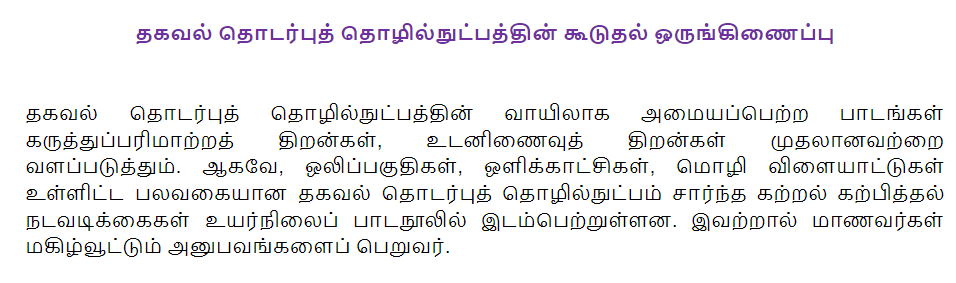 தகவல் தொடர்புத் தொழில்நுட்பத்தின் கூடுதல் ஒருங்கிணைப்பு
தகவல் தொடர்புத் தொழில்நுட்பத்தின் வாயிலாக அமையப்பெற்ற பாடங்கள்
கருத்துப்பரிமாற்றத் திறன்கள், உடனிணைவுத் திறன்கள் முதலானவற்றை
வளப்படுத்தும். ஆகவே, ஒலிப்பகுதிகள், ஒளிக்காட்சிகள், மொழி விளையாட்டுகள்
உள்ளிட்ட பலவகையான தகவல் தொடர்புத் தொழில்நுட்பம் சார்ந்த கற்றல் கற்பித்தல்
நடவடிக்கைகள் உயர்நிலைப் பாடநூலில் இடம்பெற்றுள்ளன. இவற்றால் மாணவர்கள்
மகிழ்வூட்டும் அனுபவங்களைப் பெறுவர்.